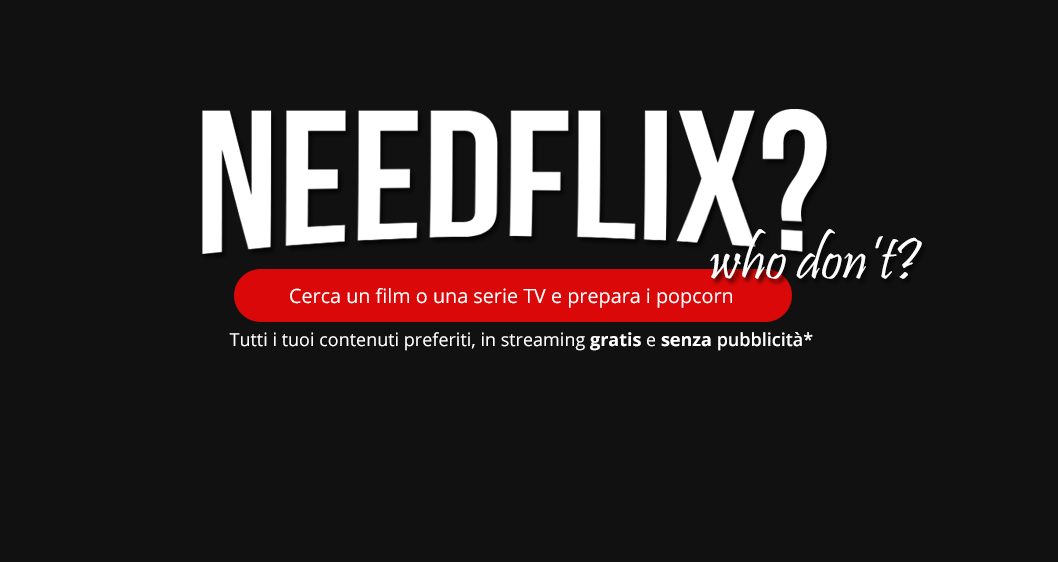 NEEDFLIX?
who don't?
Cerca un film o una serie TV e prepara i popcorn
Tutti i tuoi contenuti preferiti, in streaming gratis e senza pubblicità*